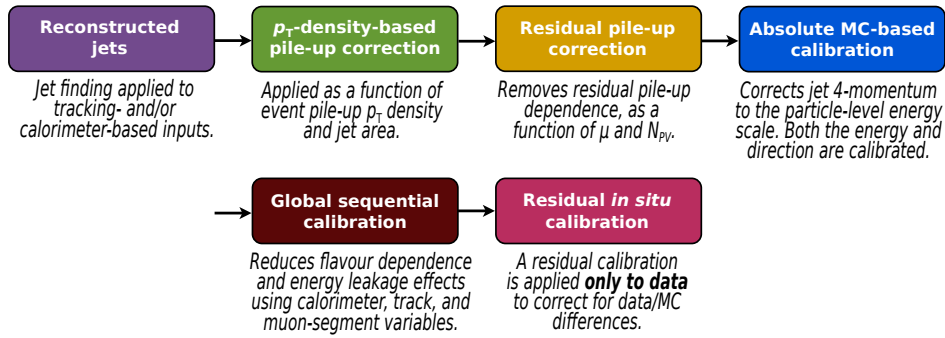 Reconstructed
jets
Jet finding applied to
tracking- and/or
calorimeter-based inputs.
pT-density-based
pile-up correction
Applied as a function of
event pile-up pT density
and jet area.
Residual pile-up
correction
Removes residual pile-up
dependence, as a
function of μ and NPV.
Absolute MC-based
calibration
Corrects jet 4-momentum
to the particle-level energy
scale. Both the energy and
direction are calibrated.
Global sequential
calibration
Reduces flavour dependence
and energy leakage effects
using calorimeter, track, and
muon-segment variables.
Residual in situ
calibration
A residual calibration
is applied only to data
to correct for data/MC
differences.